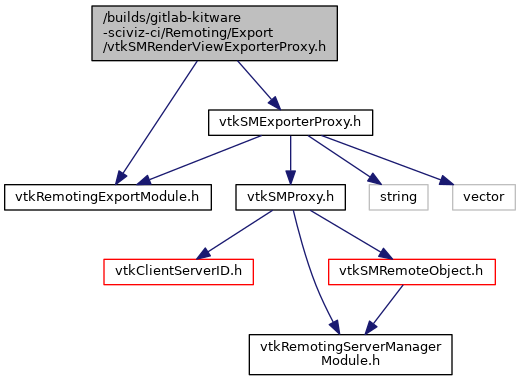 /builds/gitlab-kitware
-sciviz-ci/Remoting/Export
/vtkSMRenderViewExporterProxy.h
vtkSMExporterProxy.h
vtkRemotingExportModule.h
vtkSMProxy.h
string
vector
vtkClientServerID.h
vtkSMRemoteObject.h
vtkRemotingServerManager
Module.h